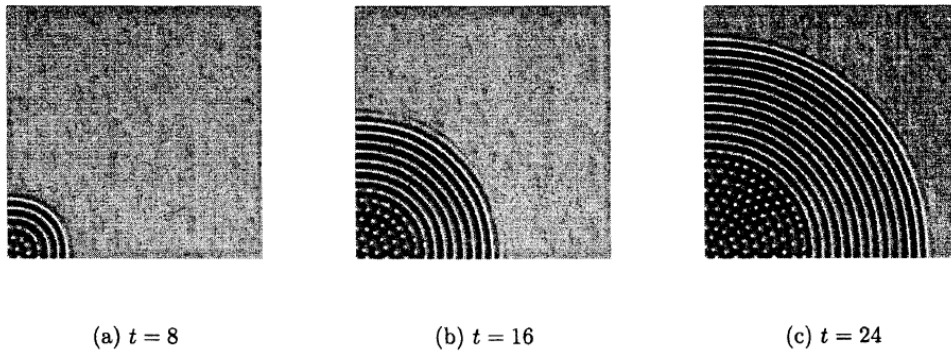 (a) t = 8
(b) t = 16
(c) t = 24